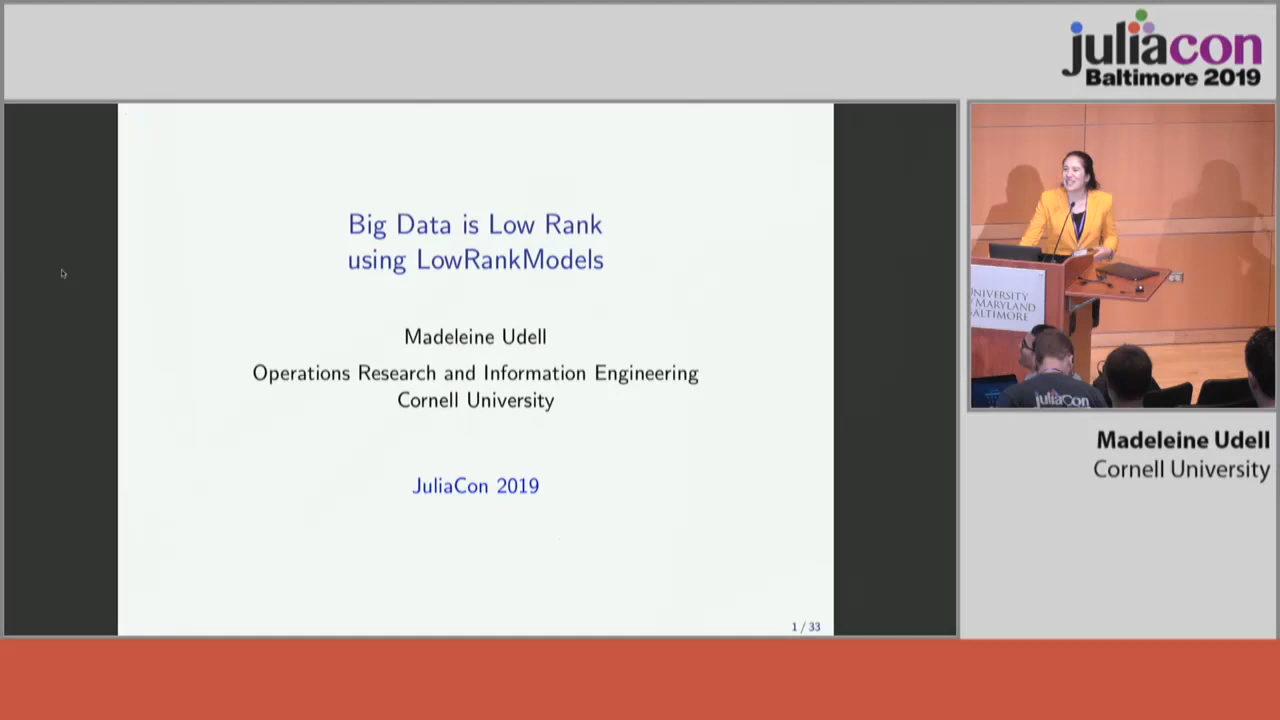 juliacon
Baltimore 2019
Big Data is Low Rank
using LowRankModels
Madeleine Udell
Operations Research and Information Engineering
Cornell University
JuliaCon 2019
1 / 33
UNIVERSITY
MARYLAND
BALTIMORE
juliacon
Madeleine Udell
Cornell University